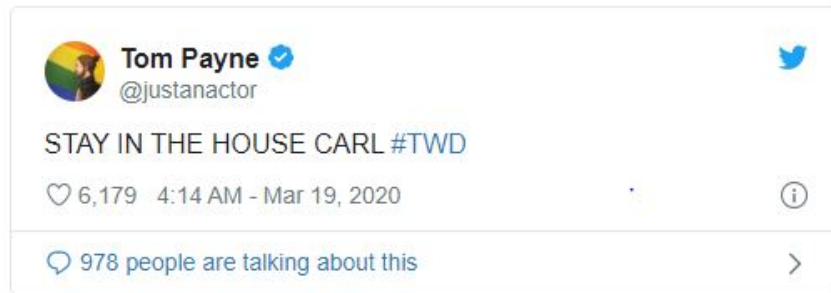 Tom Payne
@justanactor
STAY IN THE HOUSE CARL #TWD
6,179 4:14 AM - Mar 19, 2020
978 people are talking about this